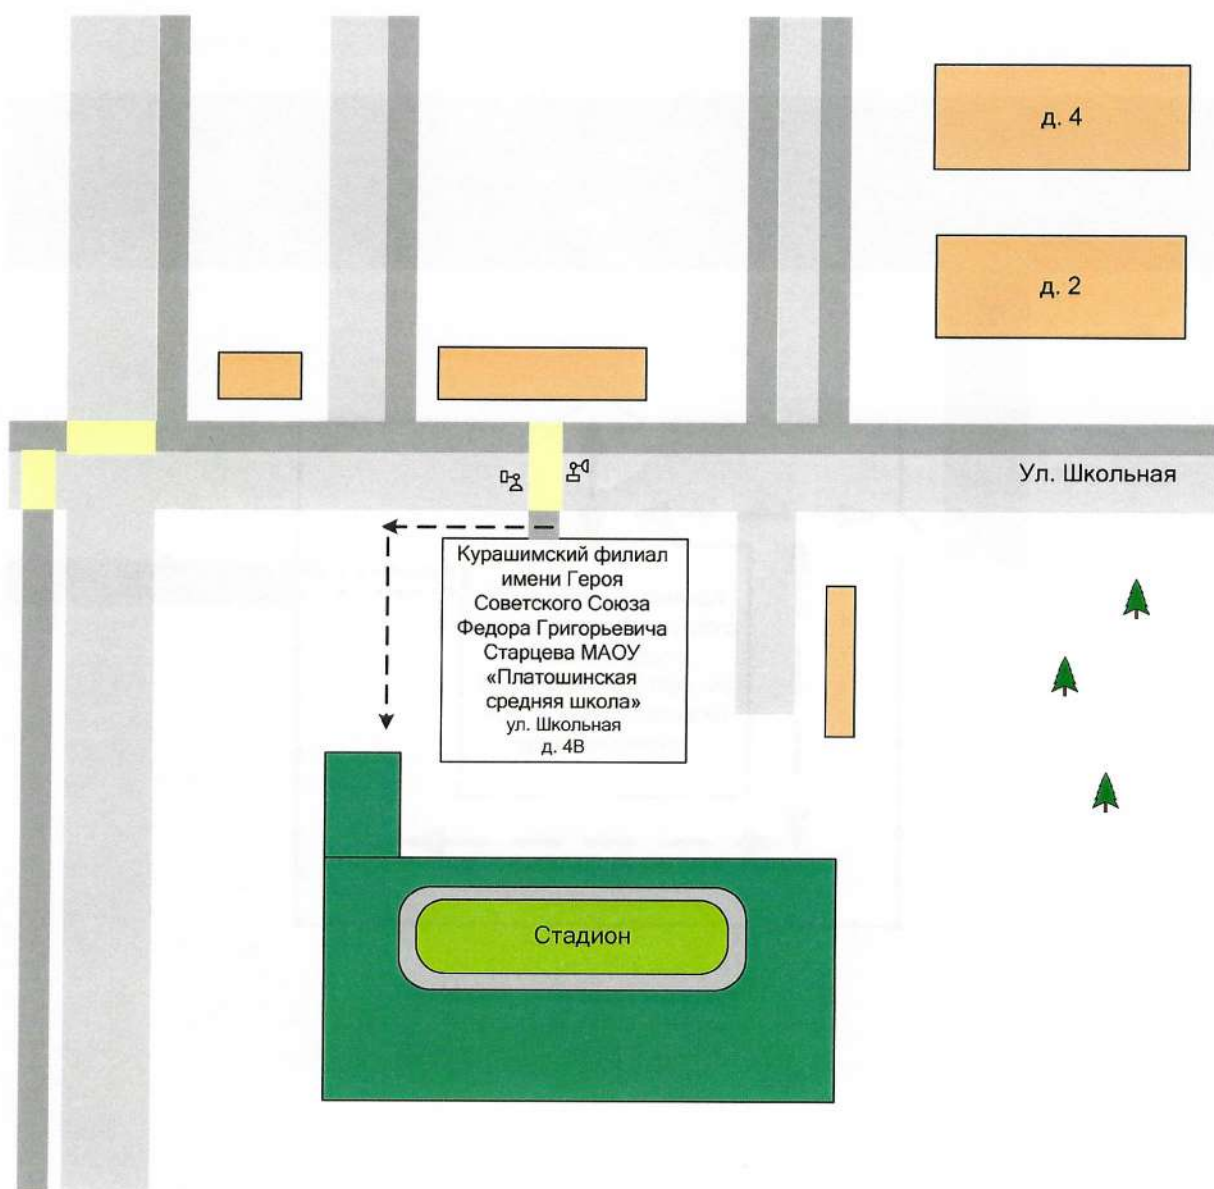 д. 4
д. 2
Ул. Школьная
Курашимский филиал
имени Героя
Советского Союза
Федора Григорьевича
Старцева МАОУ
«Платошинская
средняя школа»
ул. Школьная
д. 4В
Стадион